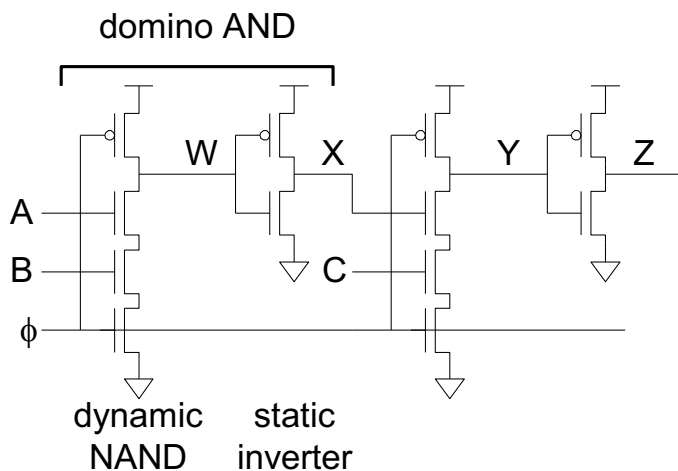 domino AND
W X Y Z
A
B C
ϕ
dynamic static
NAND inverter